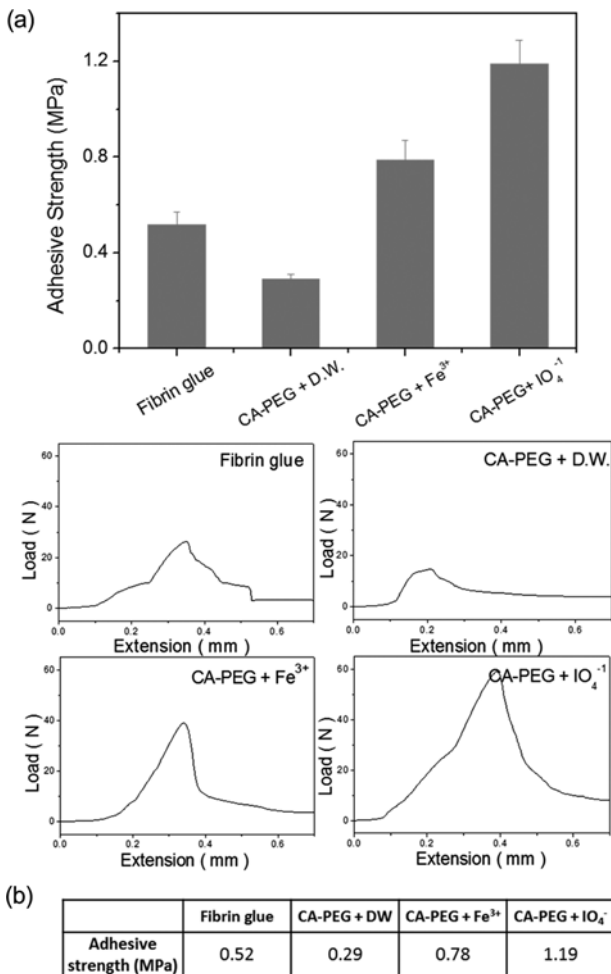 (a)
Adhesive Strength (MPa)
1.2
0.8
0.4
0.0
Fibrin glue
CA-PEG + D.W.
CA-PEG + Fe³⁺
CA-PEG+ IO₄⁻¹
Fibrin glue
Load ( N )
60
40
20
0
0.0 0.2 0.4 0.6
Extension ( mm )
CA-PEG + D.W.
Load ( N )
60
40
20
0
0.0 0.2 0.4 0.6
Extension ( mm )
CA-PEG + Fe³⁺
Load ( N )
60
40
20
0
0.0 0.2 0.4 0.6
Extension ( mm )
CA-PEG + IO₄⁻¹
Load ( N )
60
40
20
0
0.0 0.2 0.4 0.6
Extension ( mm )
(b)
Fibrin glue CA-PEG + DW CA-PEG + Fe³⁺ CA-PEG + IO₄⁻
Adhesive strength (MPa) 0.52 0.29 0.78 1.19